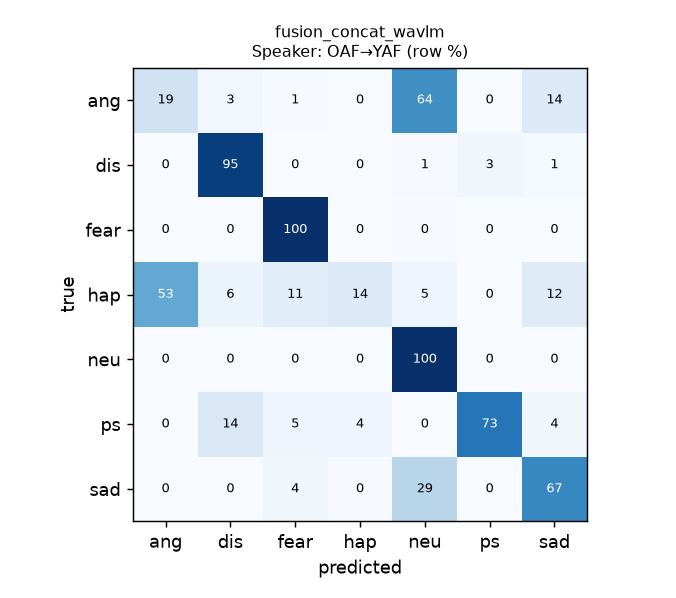 fusion_concat_wavlm
Speaker: OAF→YAF (row %)
true
ang 19 3 1 0 64 0 14
dis 0 95 0 0 1 3 1
fear 0 0 100 0 0 0 0
hap 53 6 11 14 5 0 12
neu 0 0 0 0 100 0 0
ps 0 14 5 4 0 73 4
sad 0 0 4 0 29 0 67
ang dis fear hap neu ps sad
predicted